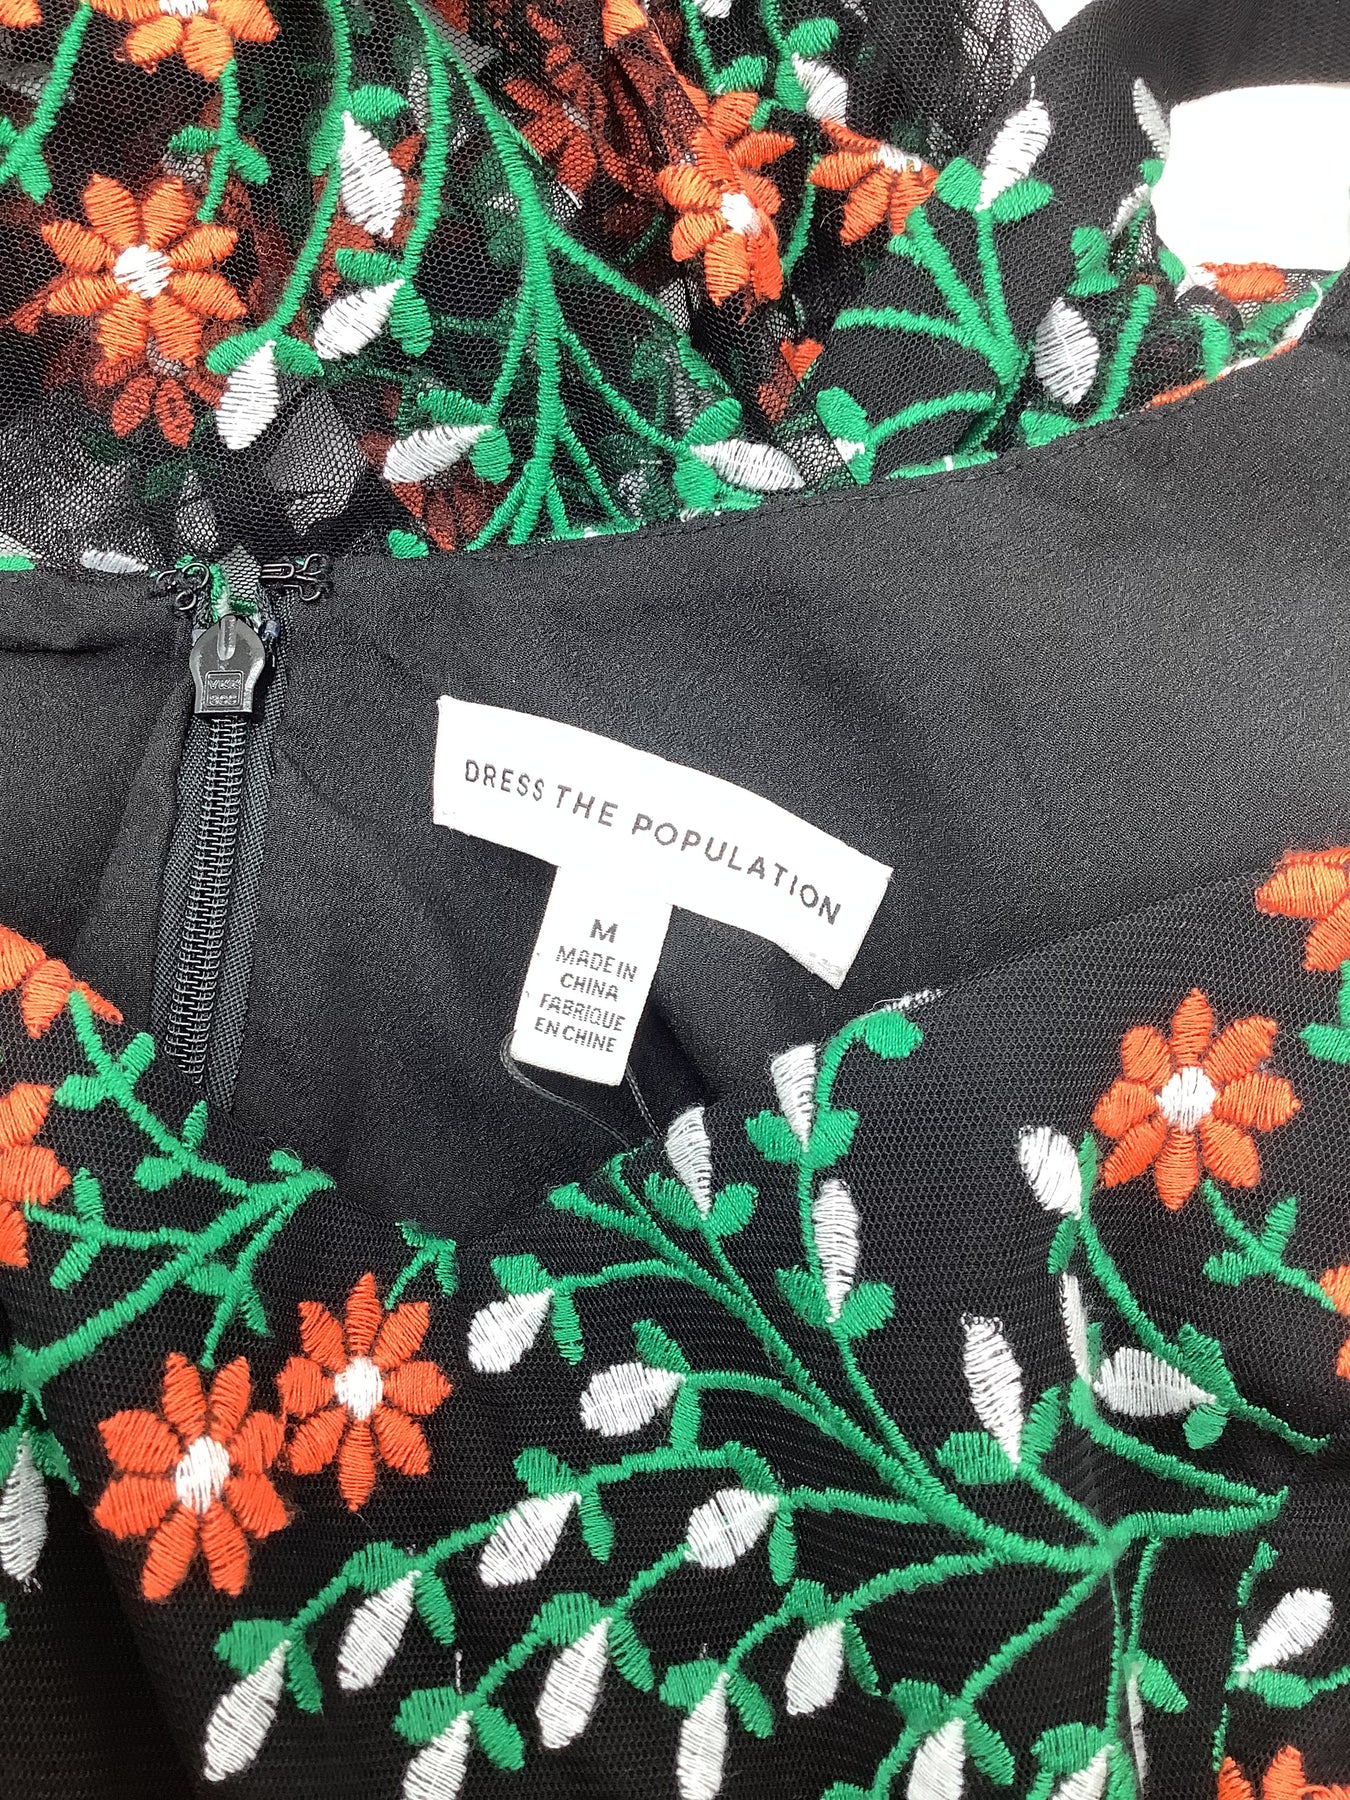 DRESS THE POPULATION
M
MADE IN
CHINA
FABRIQUE
EN CHINE